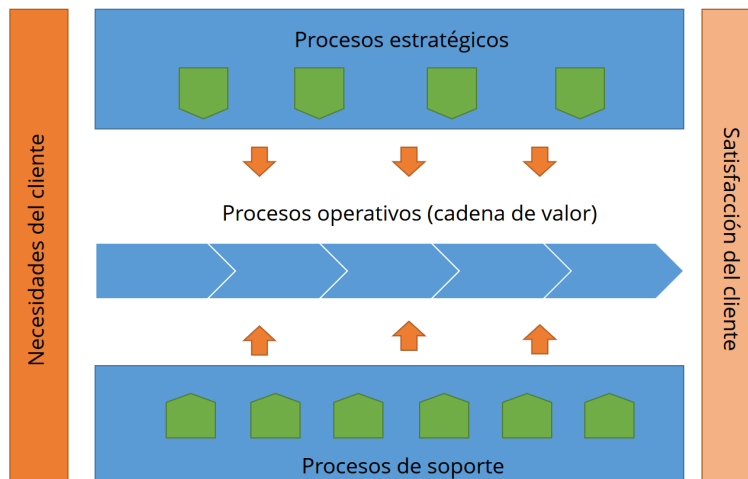 Procesos estratégicos
Necesidades del cliente
Procesos operativos (cadena de valor)
Satisfacción del cliente
Procesos de soporte